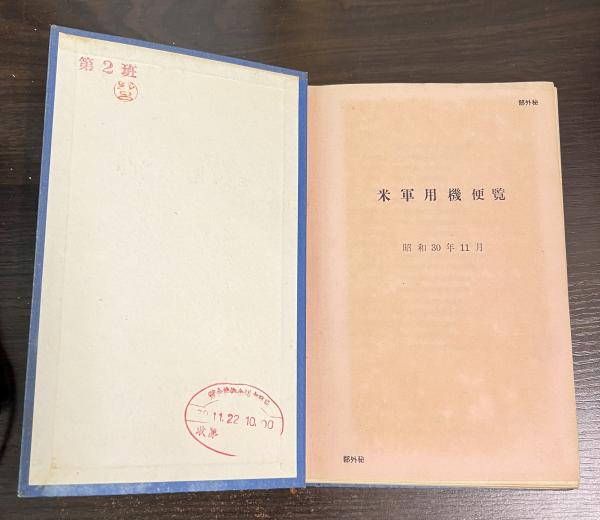 第2班
11.22 10.00
収
部外秘
米軍用機便覧
昭和30年11月
部外秘